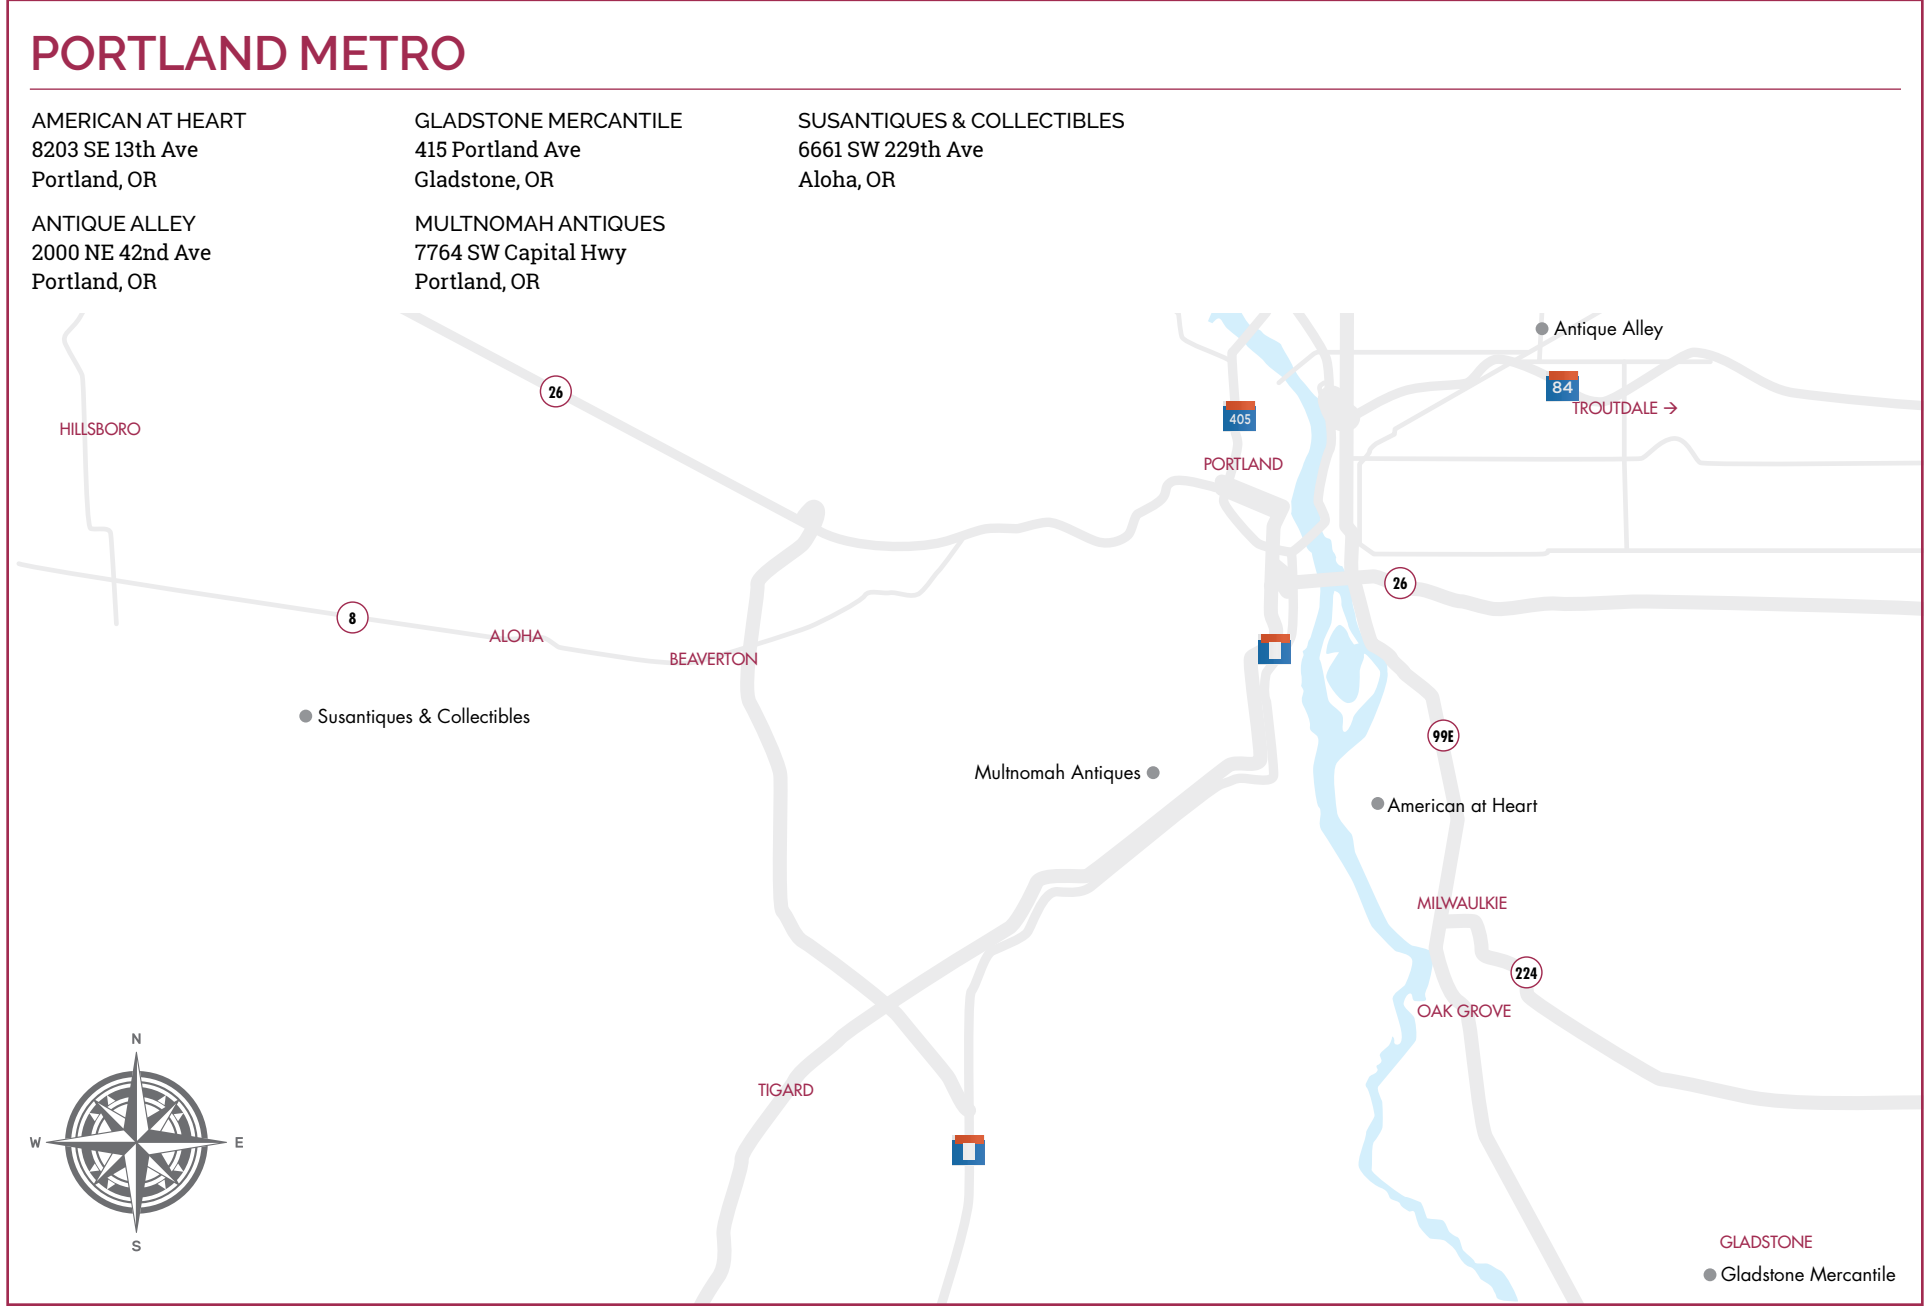 PORTLAND METRO
AMERICAN AT HEART
8203 SE 13th Ave
Portland, OR
ANTIQUE ALLEY
2000 NE 42nd Ave
Portland, OR
GLADSTONE MERCANTILE
415 Portland Ave
Gladstone, OR
MULTNOMAH ANTIQUES
7764 SW Capital Hwy
Portland, OR
SUSANTIQUES & COLLECTIBLES
6661 SW 229th Ave
Aloha, OR
Antique Alley
26
84
TROUTDALE →
405
HILLSBORO
PORTLAND
26
8
ALOHA
BEAVERTON
Susantiques & Collectibles
99E
Multnomah Antiques
American at Heart
MILWAUKIE
224
OAK GROVE
TIGARD
N
W
E
S
GLADSTONE
Gladstone Mercantile